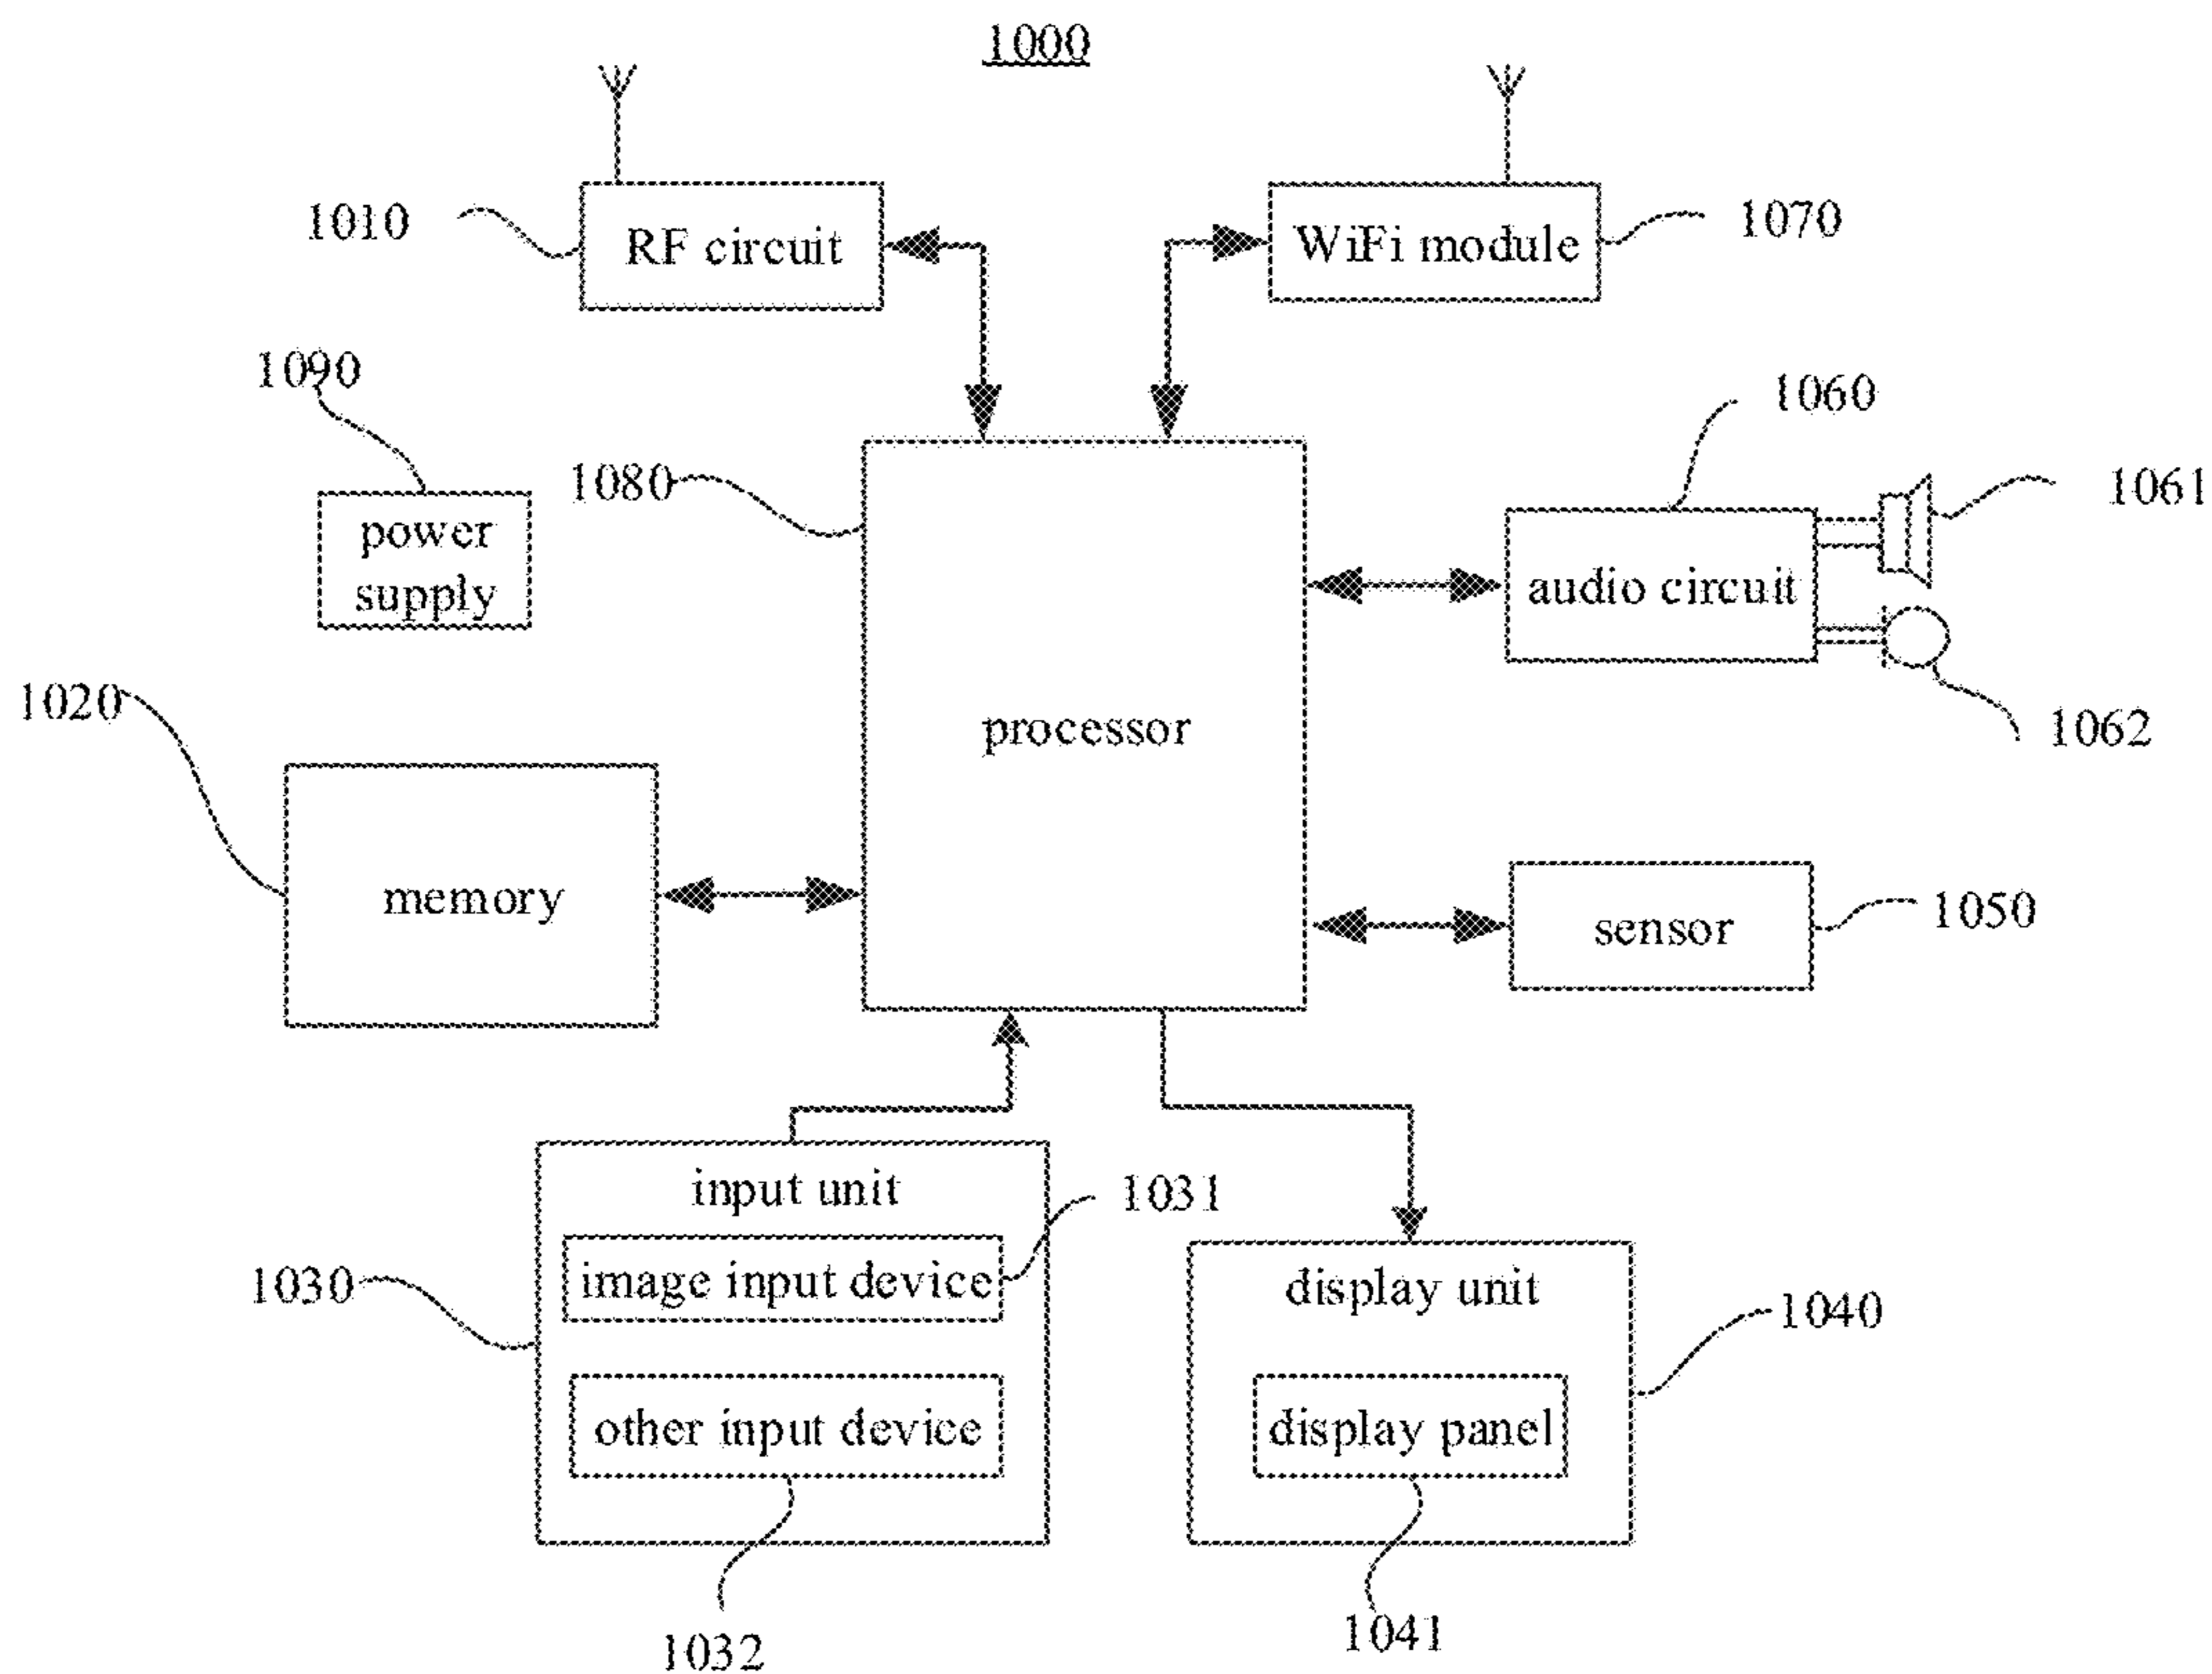 1000
1010
RF circuit
WiFi module
1070
1090
1080
1060
1061
power
supply
audio circuit
1062
1020
processor
memory
sensor
1050
input unit
1031
1030
image input device
display unit
1040
other input device
display panel
1032
1041